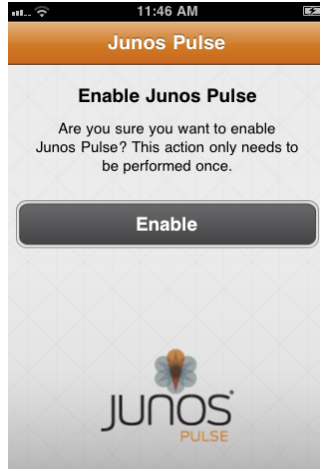 11:46 AM
Junos Pulse
Enable Junos Pulse
Are you sure you want to enable
Junos Pulse? This action only needs to
be performed once.
Enable
JUNOS
PULSE